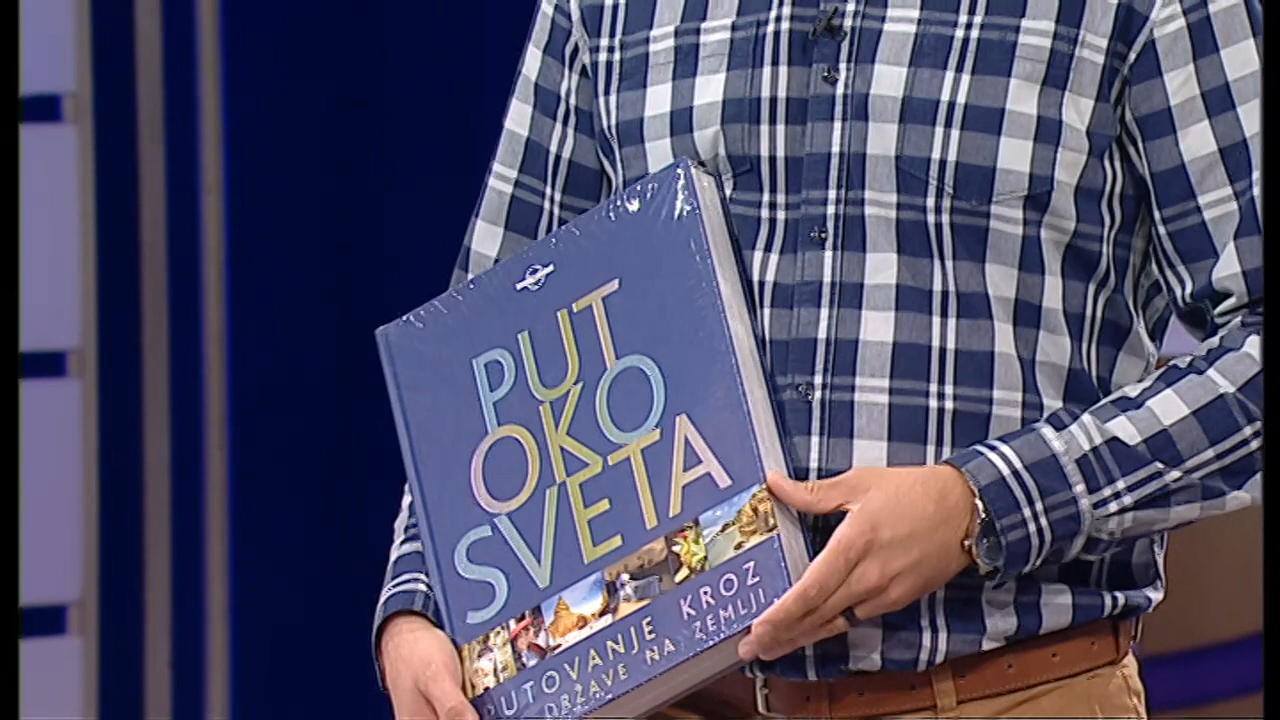 PUT
OKO
SVETA
PUTOVANJE KROZ
DRŽAVE NA ZEMLJI